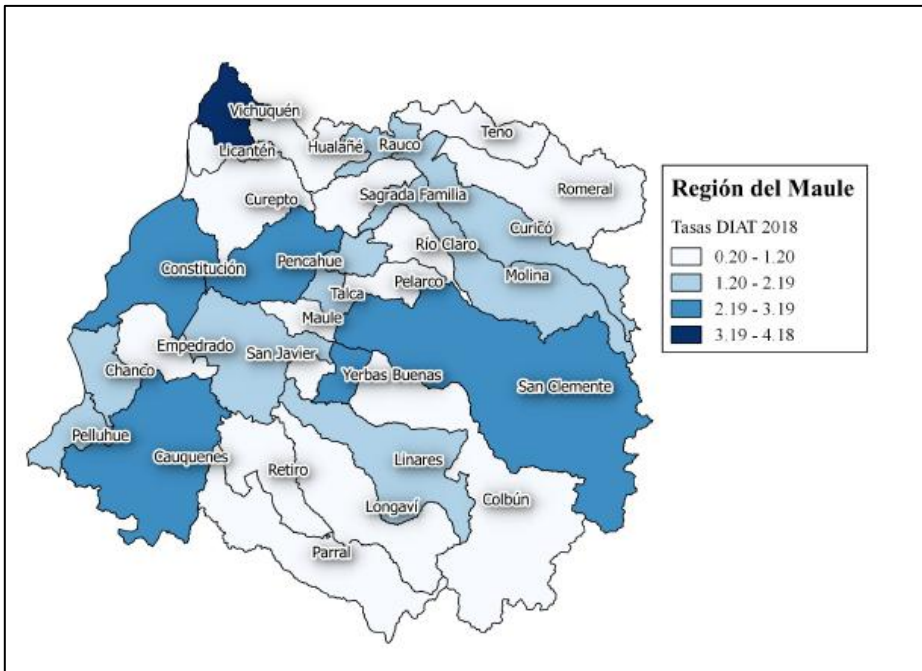 Vichuquén
Licantén
Hualañé
Rauco
Teno
Romeral
Curepto
Sagrada Familia
Curicó
Río Claro
Constitución
Pencahue
Molina
Pelarco
Talca
Maule
Empedrado
San Javier
Chanco
Yerbas Buenas
San Clemente
Pelluhue
Cauquenes
Retiro
Linares
Longaví
Colbún
Parral
Región del Maule
Tasas DIAT 2018
0.20 - 1.20
1.20 - 2.19
2.19 - 3.19
3.19 - 4.18